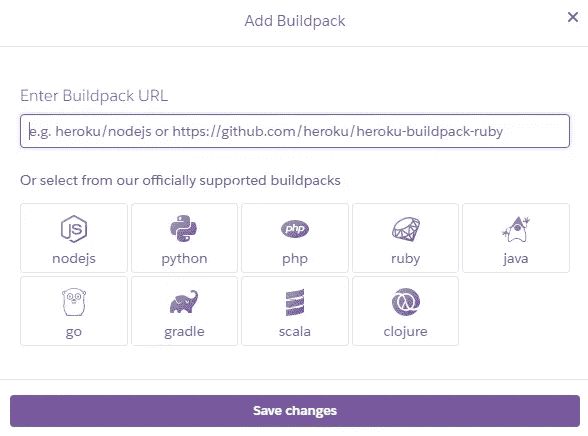 Add Buildpack
Enter Buildpack URL
e.g. heroku/nodejs or https://github.com/heroku/heroku-buildpack-ruby
Or select from our officially supported buildpacks
JS php
nodejs python php ruby java
go gradle scala clojure
Save changes